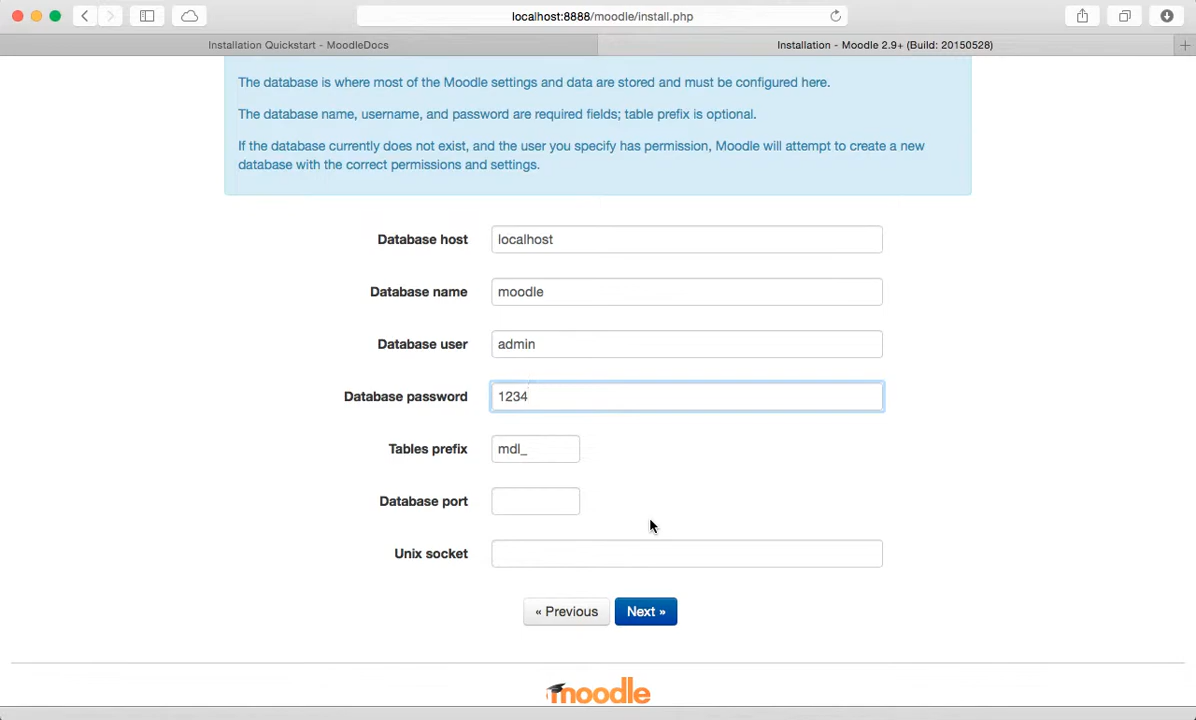 localhost:8888/moodle/install.php
Installation Quickstart - MoodleDocs
Installation - Moodle 2.9+ (Build: 20150528)
The database is where most of the Moodle settings and data are stored and must be configured here.
The database name, username, and password are required fields; table prefix is optional.
If the database currently does not exist, and the user you specify has permission, Moodle will attempt to create a new
database with the correct permissions and settings.
Database host localhost
Database name moodle
Database user admin
Database password 1234
Tables prefix mdl_
Database port
Unix socket
« Previous Next »
moodle